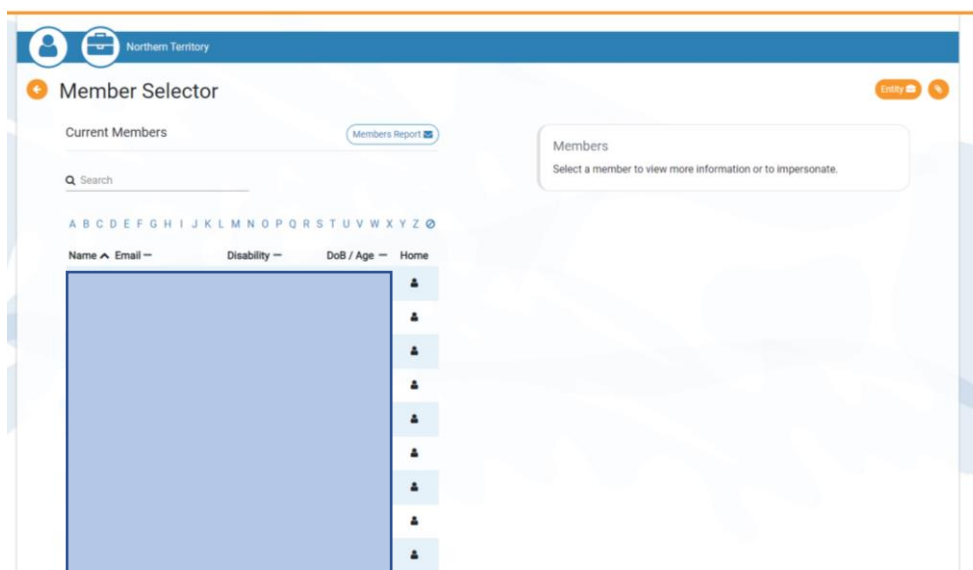 Northern Territory
Member Selector
Entity
Current Members
Members Report
Members
Select a member to view more information or to impersonate.
Search
A B C D E F G H I J K L M N O P Q R S T U V W X Y Z
Name Email Disability DoB / Age Home